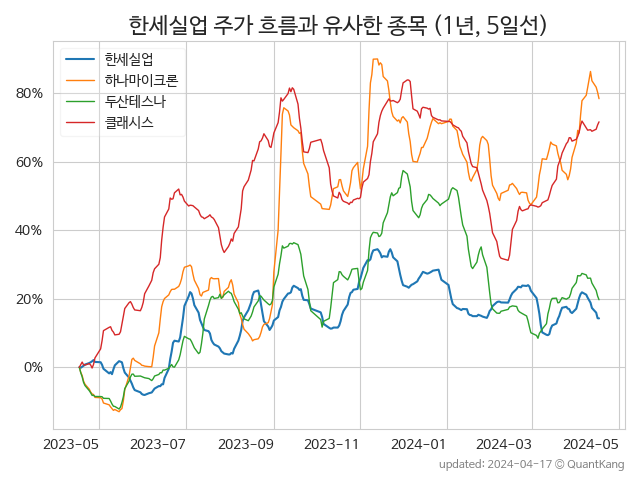 한세실업 주가 흐름과 유사한 종목 (1년, 5일선)
한세실업
하나마이크론
두산테스나
클래시스
80%
60%
40%
20%
0%
2023-05 2023-07 2023-09 2023-11 2024-01 2024-03 2024-05
updated: 2024-04-17 © QuantKang